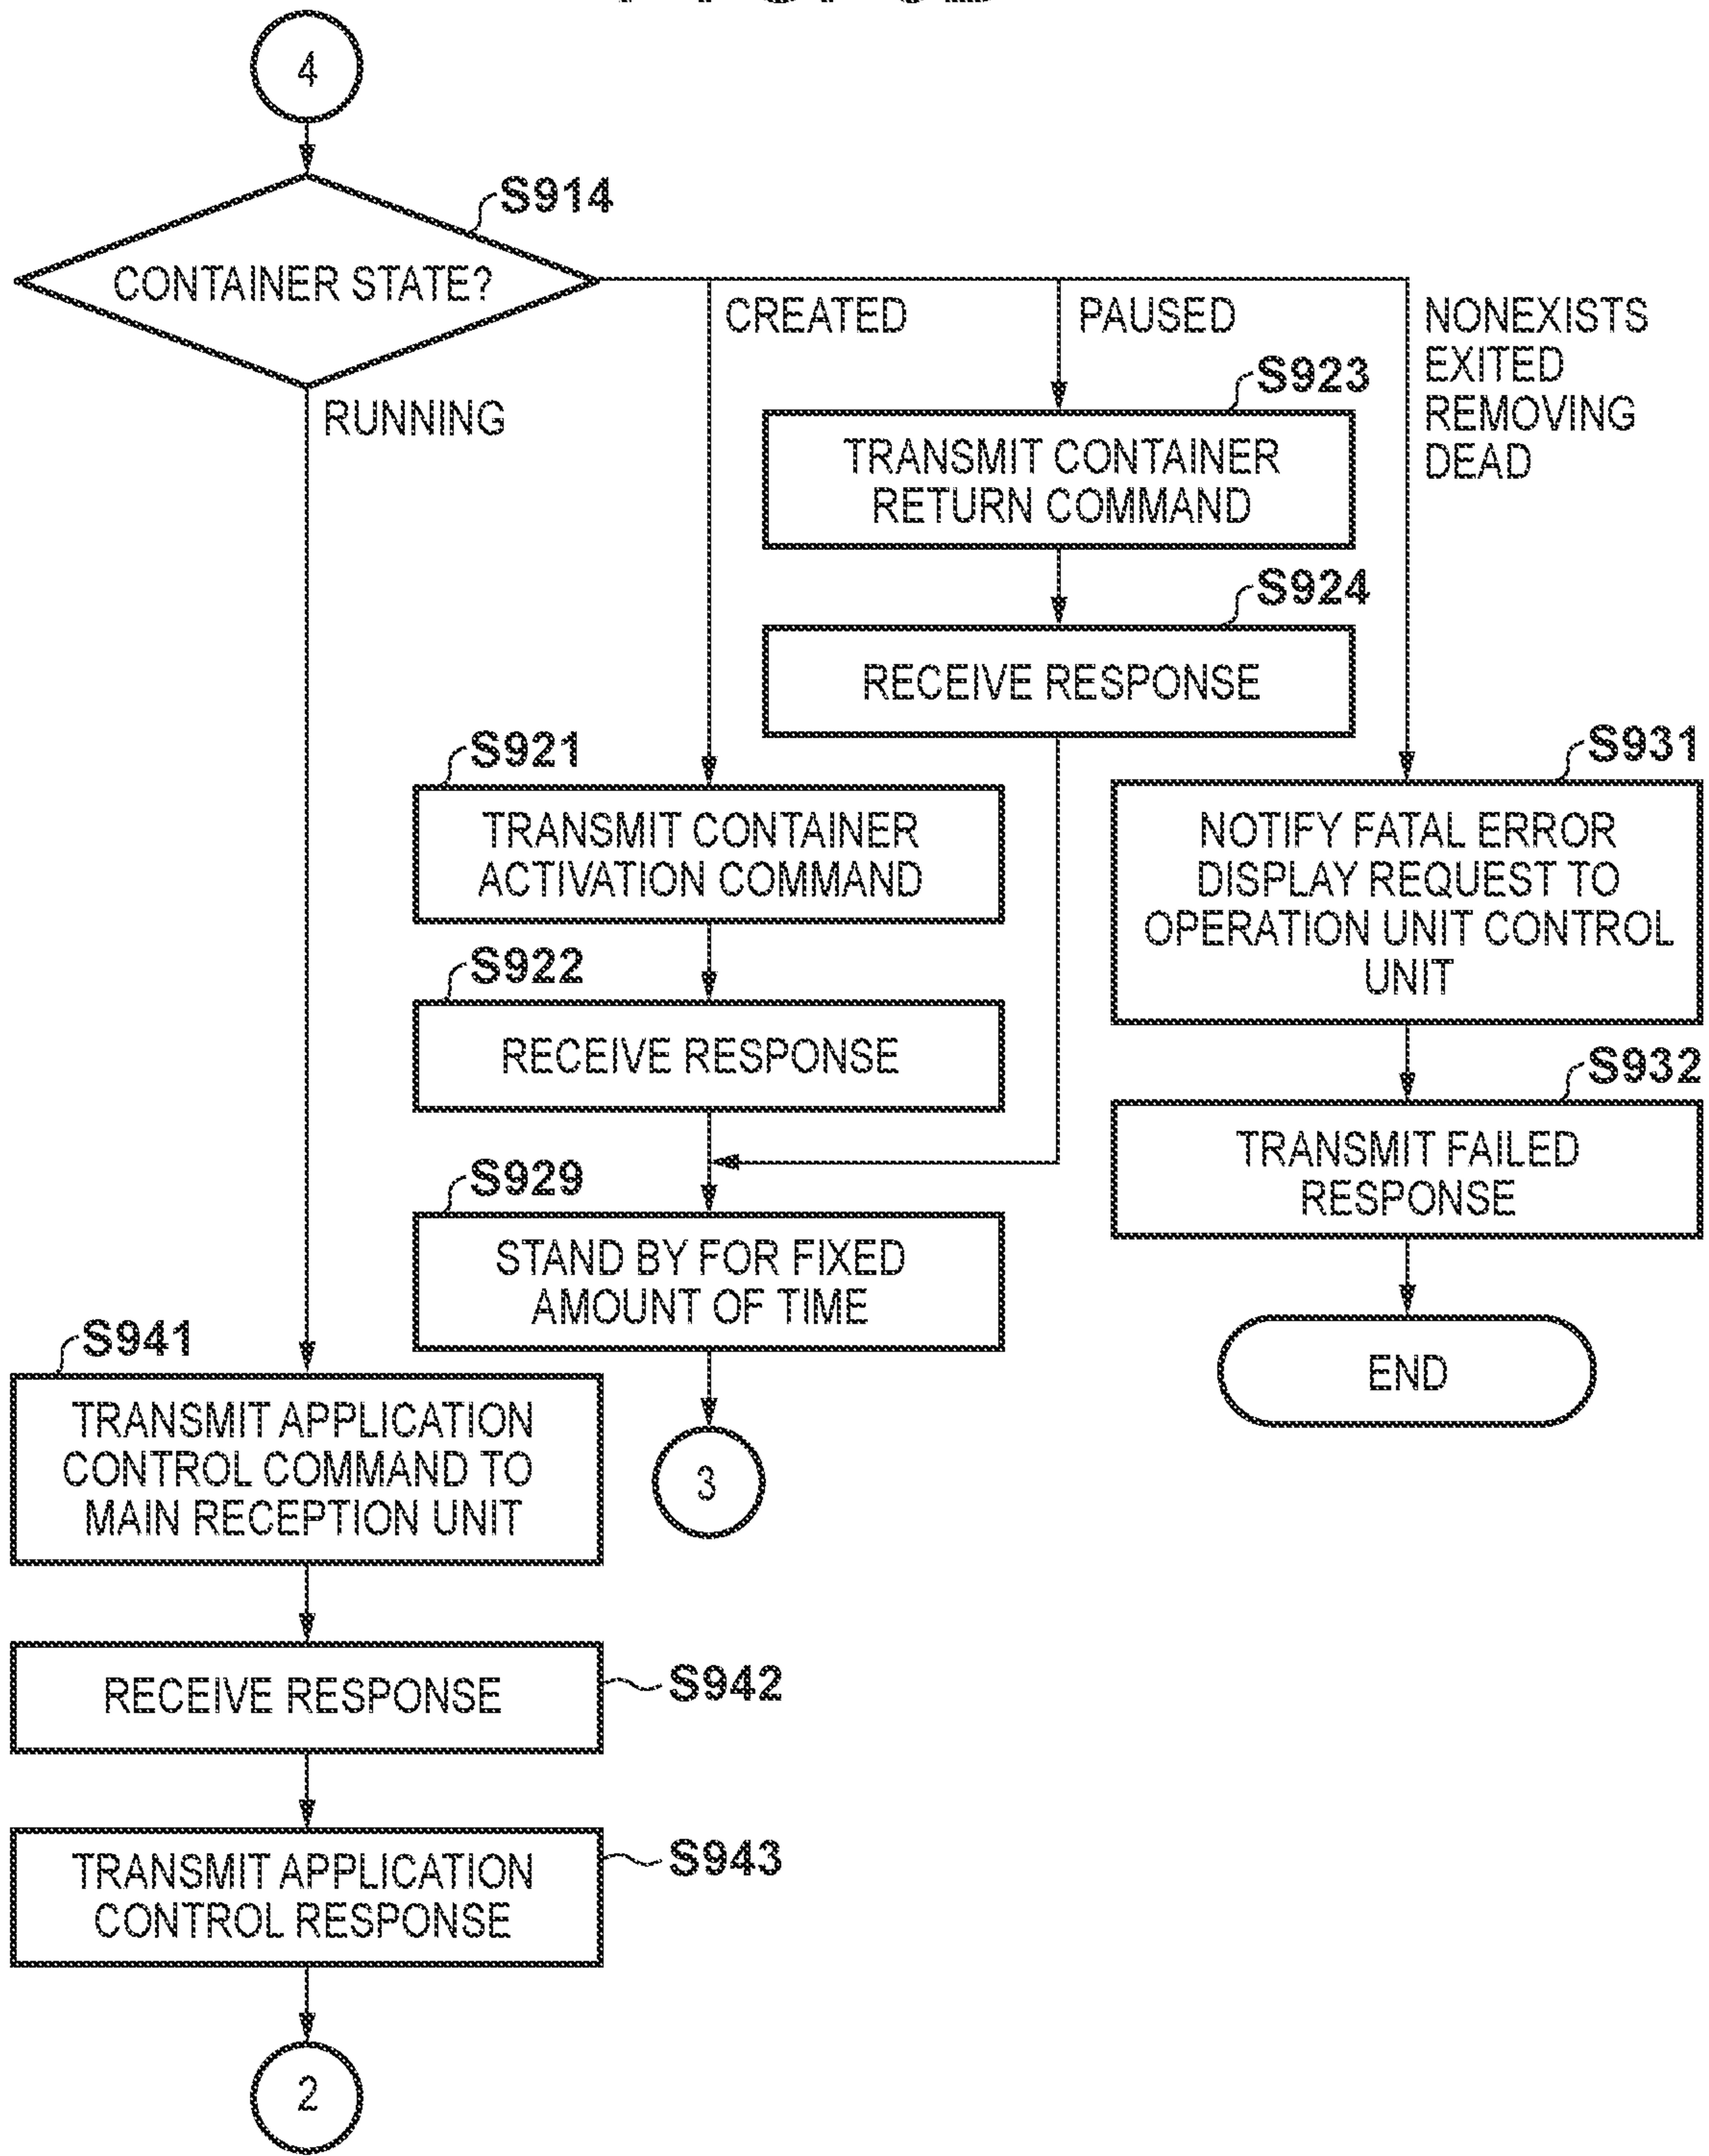 4
S914
CONTAINER STATE?
CREATED
PAUSED
NONEXISTS
EXITED
REMOVING
DEAD
RUNNING
S923
TRANSMIT CONTAINER
RETURN COMMAND
S924
RECEIVE RESPONSE
S921
TRANSMIT CONTAINER
ACTIVATION COMMAND
S922
RECEIVE RESPONSE
S931
NOTIFY FATAL ERROR
DISPLAY REQUEST TO
OPERATION UNIT CONTROL
UNIT
S932
TRANSMIT FAILED
RESPONSE
END
S929
STAND BY FOR FIXED
AMOUNT OF TIME
3
S941
TRANSMIT APPLICATION
CONTROL COMMAND TO
MAIN RECEPTION UNIT
RECEIVE RESPONSE
S942
TRANSMIT APPLICATION
CONTROL RESPONSE
S943
2